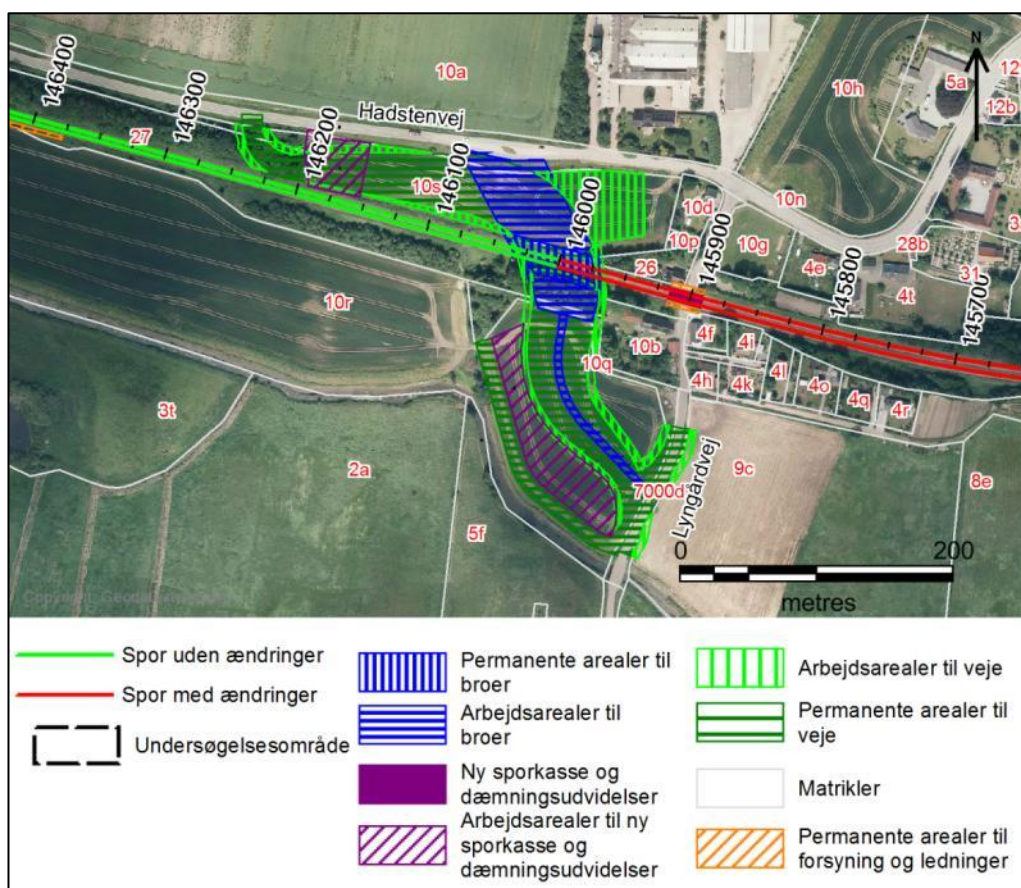 10a
Hadstenvej
10h
5a
N
12b
27
146400
146300
146200
146100
146000
145900
145800
145700
10s
10n
10d
10p
10g
28b
4e
31
4t
26
10r
10b
10q
4f
4i
4h
4k
4l
4o
4q
4r
3t
2a
5f
7000d
Lyngårdvej
9c
8e
0
200
metres
Spor uden ændringer
Spor med ændringer
Undersøgelsesområde
Permanente arealer til
broer
Arbejdsarealer til
broer
Ny sporkasse og
dæmningsudvidelser
Arbejdsarealer til ny
sporkasse og
dæmningsudvidelser
Arbejdsarealer til veje
Permanente arealer til
veje
Matrikler
Permanente arealer til
forsyning og ledninger